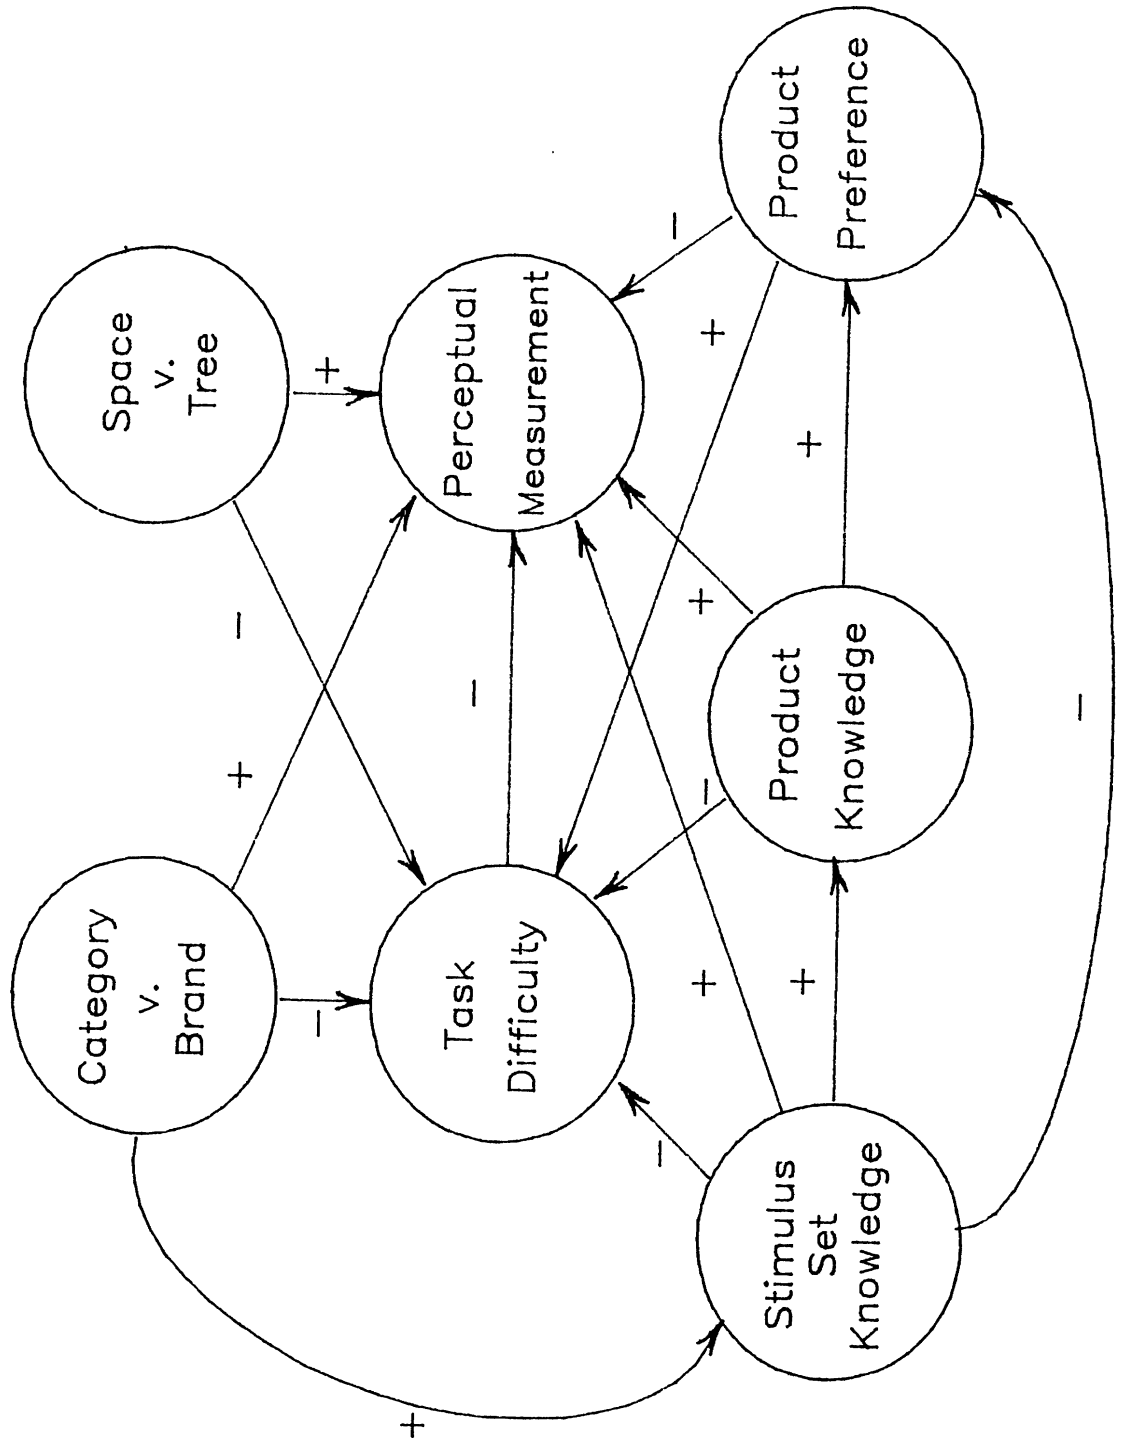 Category
v.
Brand
Space
v.
Tree
+
−
−
+
+
Task
Difficulty
−
Perceptual
Measurement
−
+
−
+
+
−
Stimulus
Set
Knowledge
+
Product
Knowledge
+
Product
Preference
−